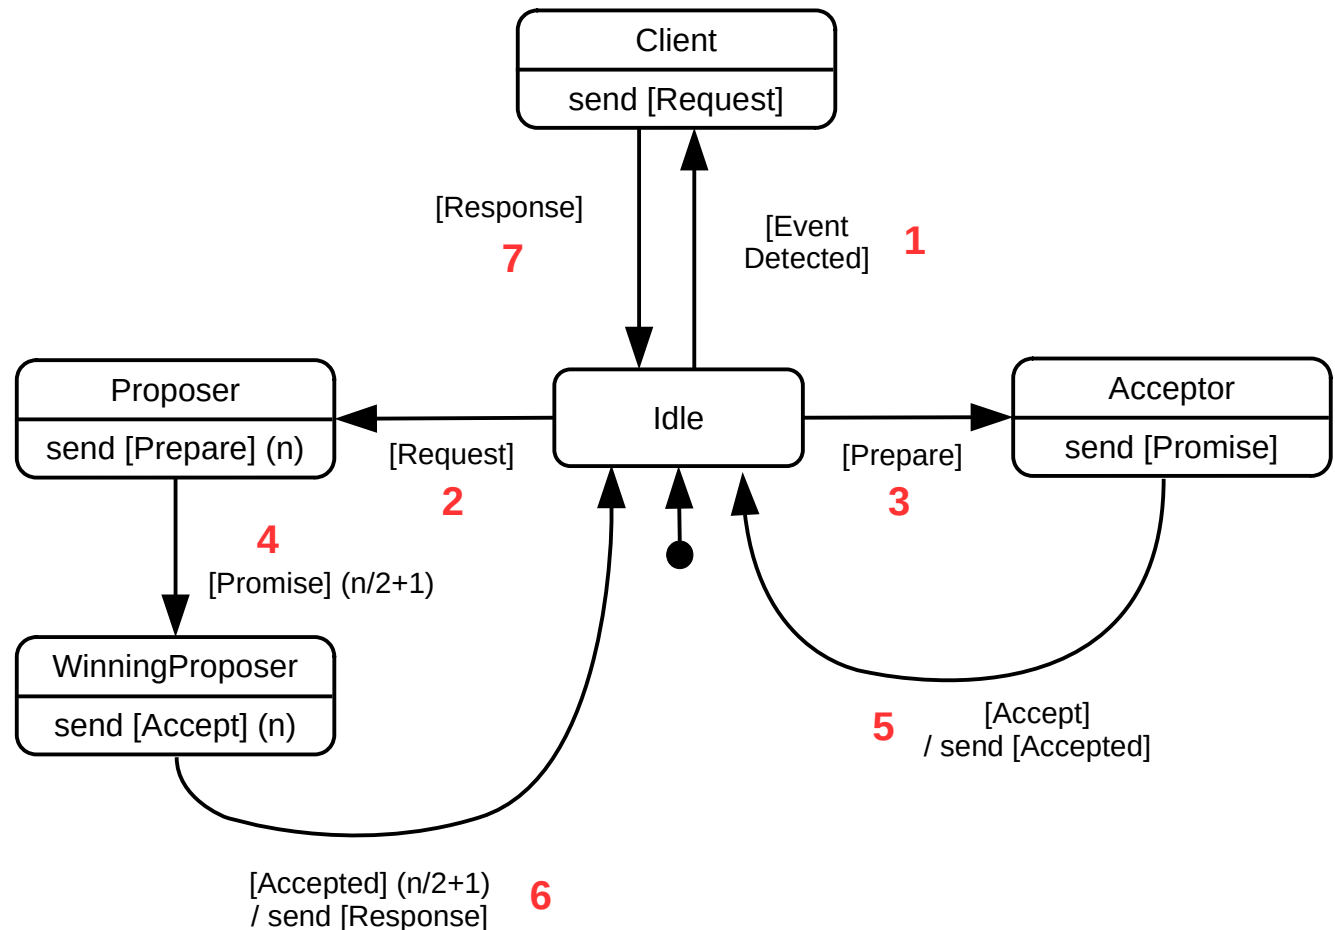 Client
send [Request]
[Response]
7
[Event
Detected]
1
Proposer
send [Prepare] (n)
[Request]
2
Idle
[Prepare]
3
Acceptor
send [Promise]
4
[Promise] (n/2+1)
WinningProposer
send [Accept] (n)
5
[Accept]
/ send [Accepted]
[Accepted] (n/2+1)
/ send [Response]
6